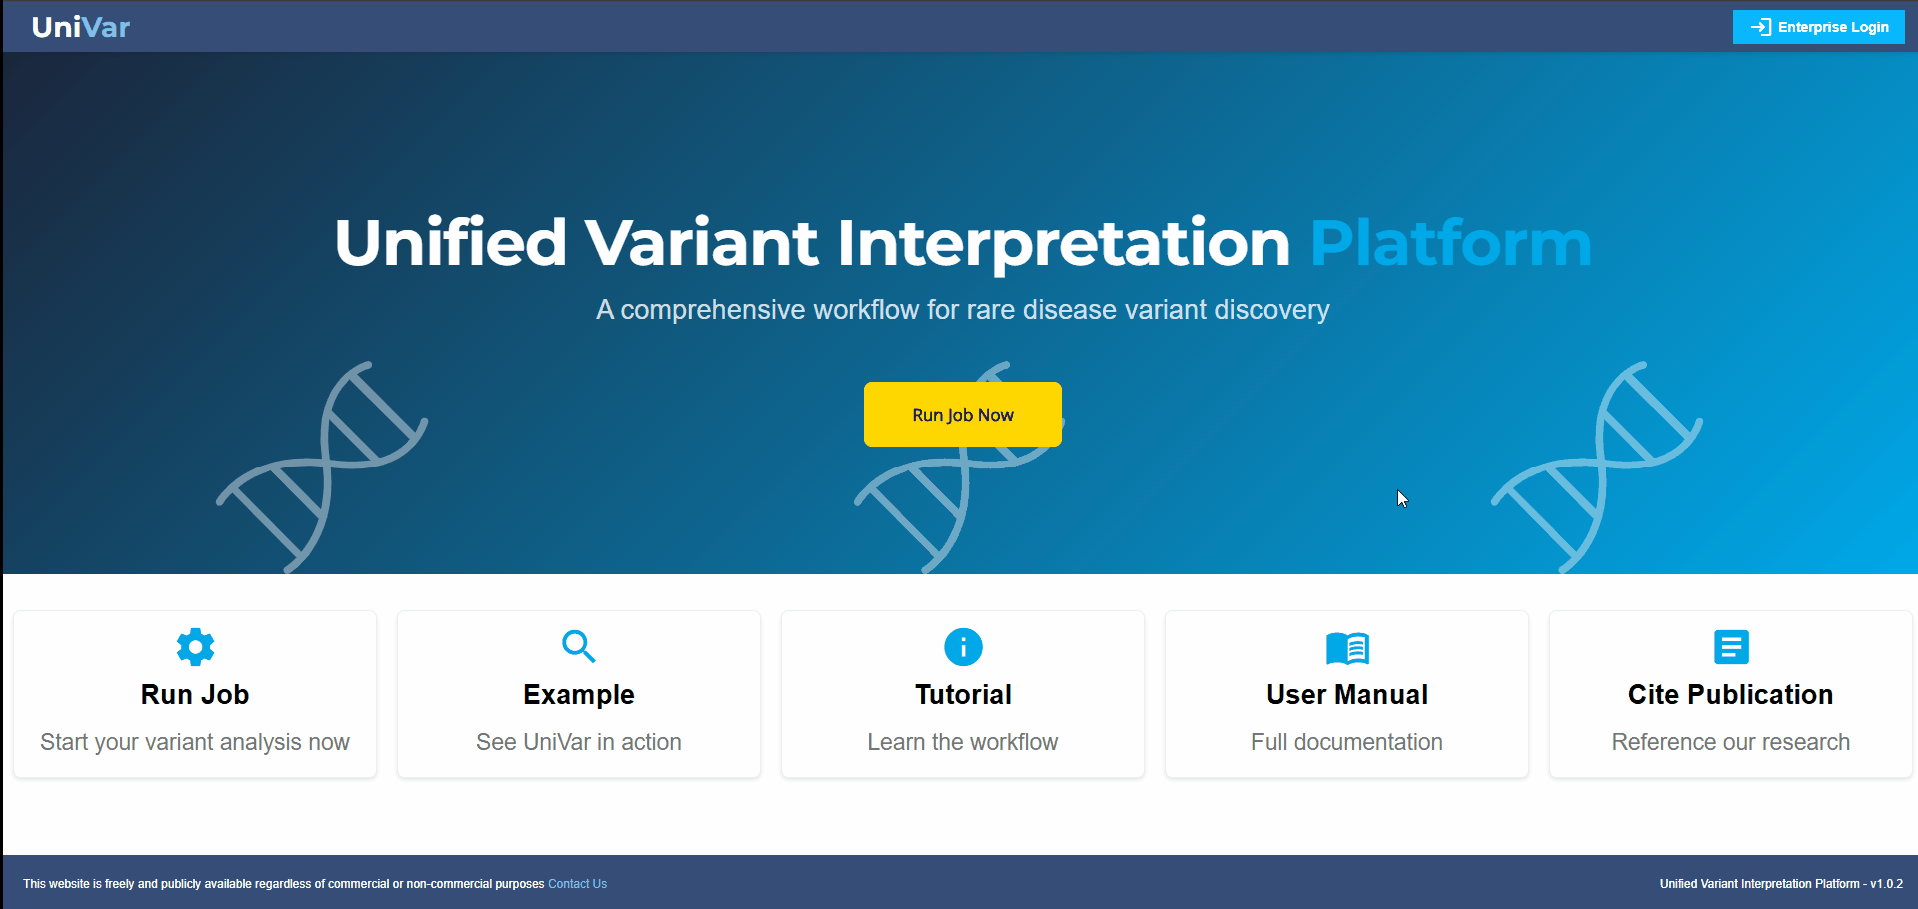 UniVar
Enterprise Login
Unified Variant Interpretation Platform
A comprehensive workflow for rare disease variant discovery
Run Job Now
Run Job
Start your variant analysis now
Example
See UniVar in action
Tutorial
Learn the workflow
User Manual
Full documentation
Cite Publication
Reference our research
This website is freely and publicly available regardless of commercial or non-commercial purposes Contact Us
Unified Variant Interpretation Platform - v1.0.2